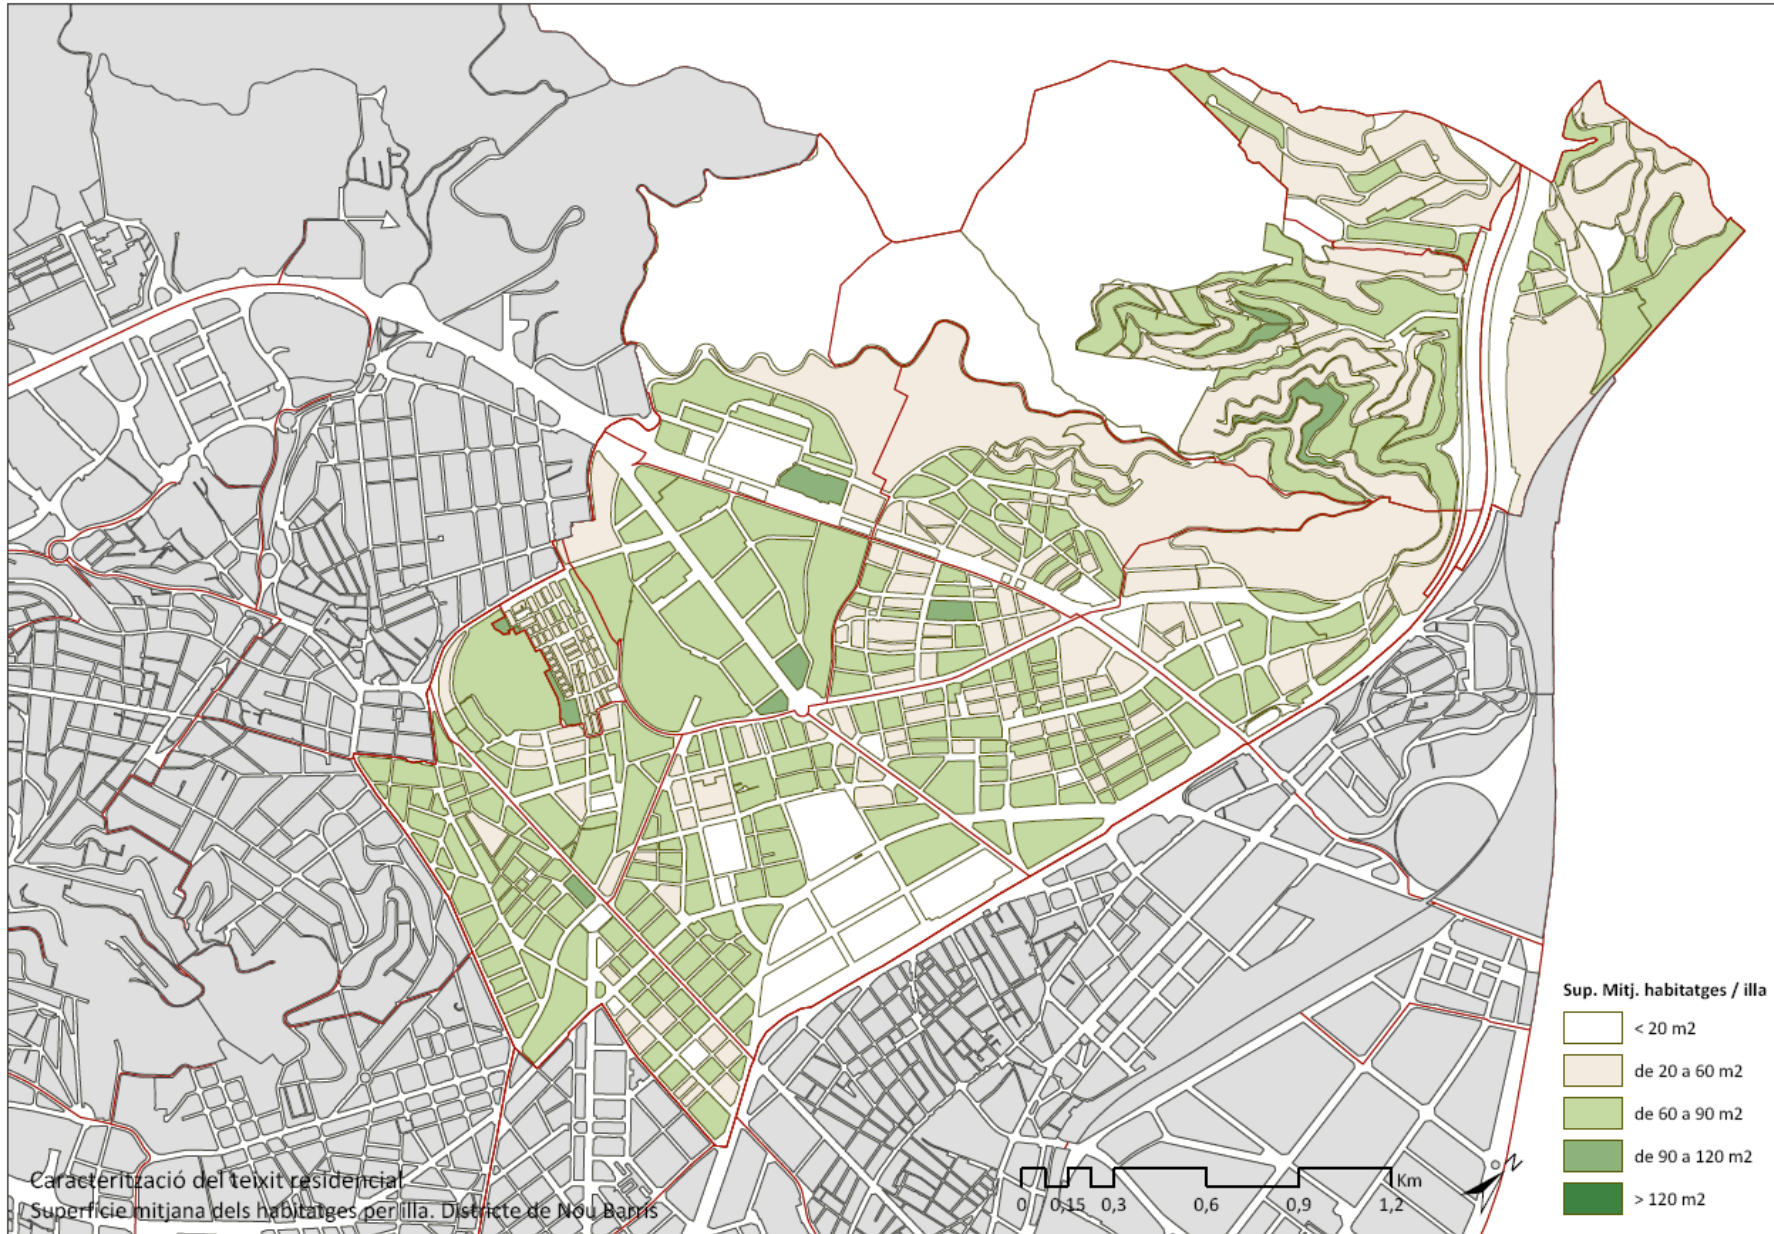 Sup. Mitj. habitatges / illa
< 20 m2
de 20 a 60 m2
de 60 a 90 m2
de 90 a 120 m2
> 120 m2
N
Km
0 0,15 0,3 0,6 0,9 1,2
Caracterització del teixit residencial
Superfície mitjana dels habitatges per illa. Districte de Nou Barris